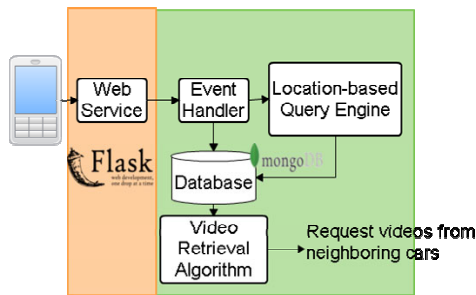 Web
Service
Event
Handler
Location-based
Query Engine
Flask
web development,
one drop at a time
mongoDB
Database
Video
Retrieval
Algorithm
Request videos from
neighboring cars